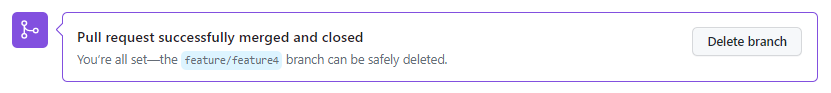 Pull request successfully merged and closed
You're all set—the feature/feature4 branch can be safely deleted.
Delete branch